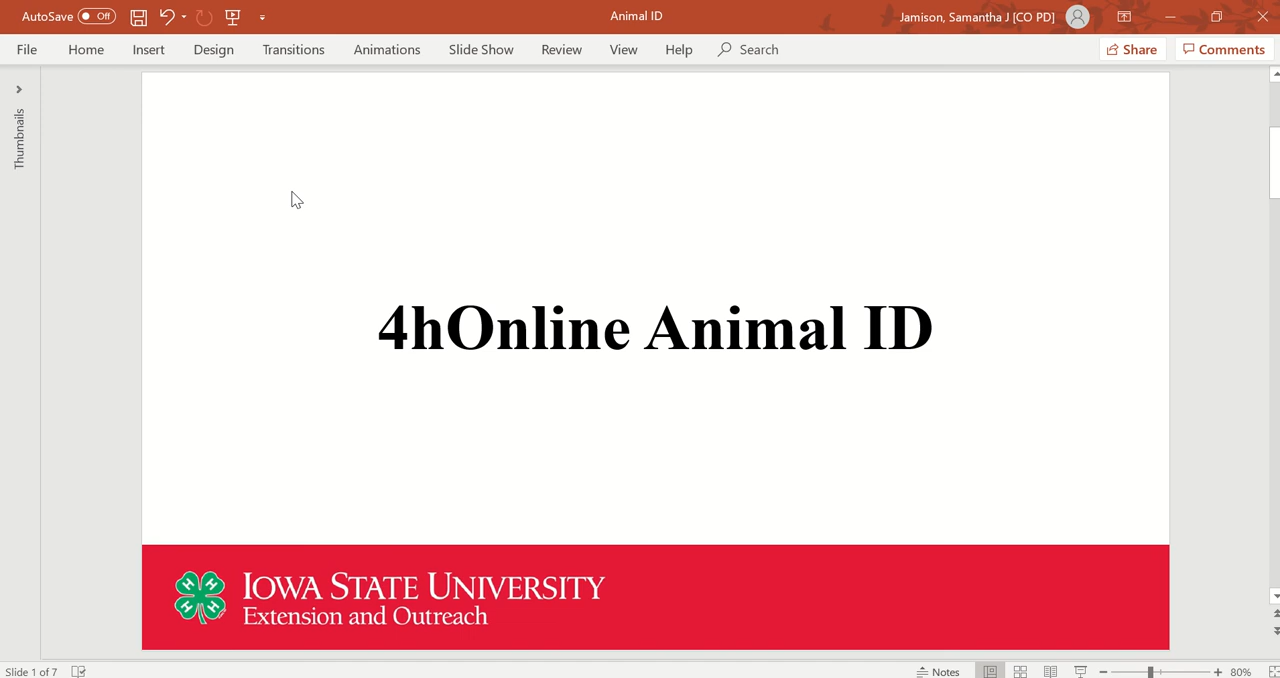 AutoSave Off Animal ID Jamison, Samantha J [CO PD]
File Home Insert Design Transitions Animations Slide Show Review View Help Search Share Comments
Thumbnails
4hOnline Animal ID
H H H H
IOWA STATE UNIVERSITY
Extension and Outreach
Slide 1 of 7 Notes 80%